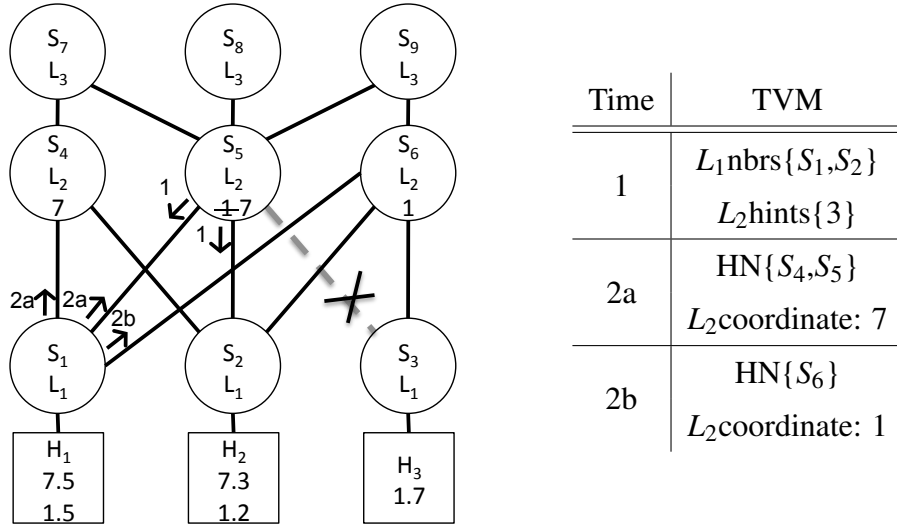 S7 S8 S9
L3 L3 L3
S4 S5 S6
L2 L2 L2
7 1 7 1
1
1
2a 2a 2b
S1 S2 S3
L1 L1 L1
H1 H2 H3
7.5 7.3 1.7
1.5 1.2
Time TVM
1 L1nbrs{S1,S2}
L2hints{3}
2a HN{S4,S5}
L2coordinate: 7
2b HN{S6}
L2coordinate: 1